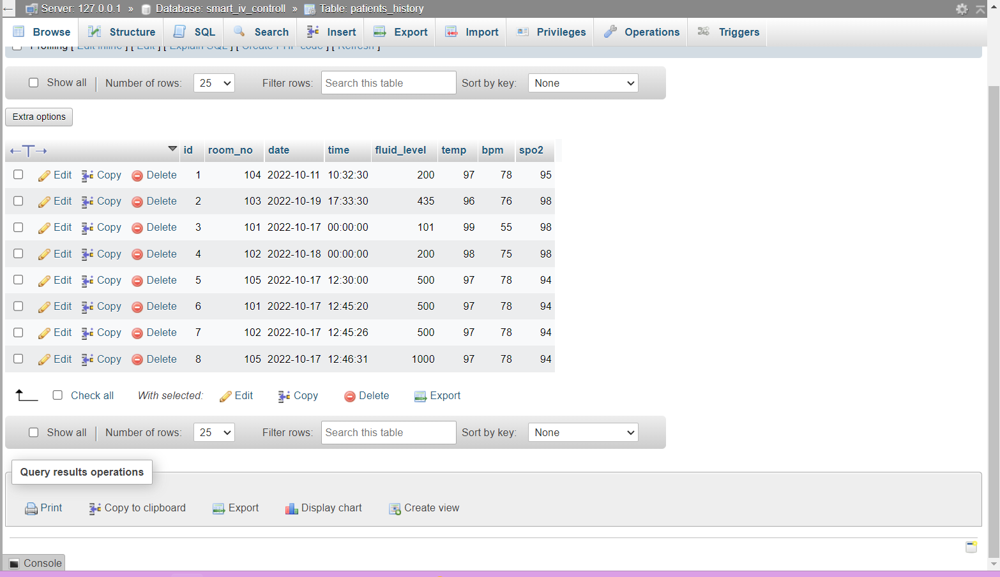 Server: 127.0.0.1 » Database: smart_iv_controll » Table: patients_history
Browse Structure SQL Search Insert Export Import Privileges Operations Triggers
Profiling [ Edit inline ] [ Edit ] [ Explain SQL ] [ Create PHP code ] [ Refresh ]
Show all Number of rows: 25 Filter rows: Search this table Sort by key: None
Extra options
id room_no date time fluid_level temp bpm spo2
Edit Copy Delete 1 104 2022-10-11 10:32:30 200 97 78 95
Edit Copy Delete 2 103 2022-10-19 17:33:30 435 96 76 98
Edit Copy Delete 3 101 2022-10-17 00:00:00 101 99 55 98
Edit Copy Delete 4 102 2022-10-18 00:00:00 200 98 75 98
Edit Copy Delete 5 105 2022-10-17 12:30:00 500 97 78 94
Edit Copy Delete 6 101 2022-10-17 12:45:20 500 97 78 94
Edit Copy Delete 7 102 2022-10-17 12:45:26 500 97 78 94
Edit Copy Delete 8 105 2022-10-17 12:46:31 1000 97 78 94
Check all With selected: Edit Copy Delete Export
Show all Number of rows: 25 Filter rows: Search this table Sort by key: None
Query results operations
Print Copy to clipboard Export Display chart Create view
Console